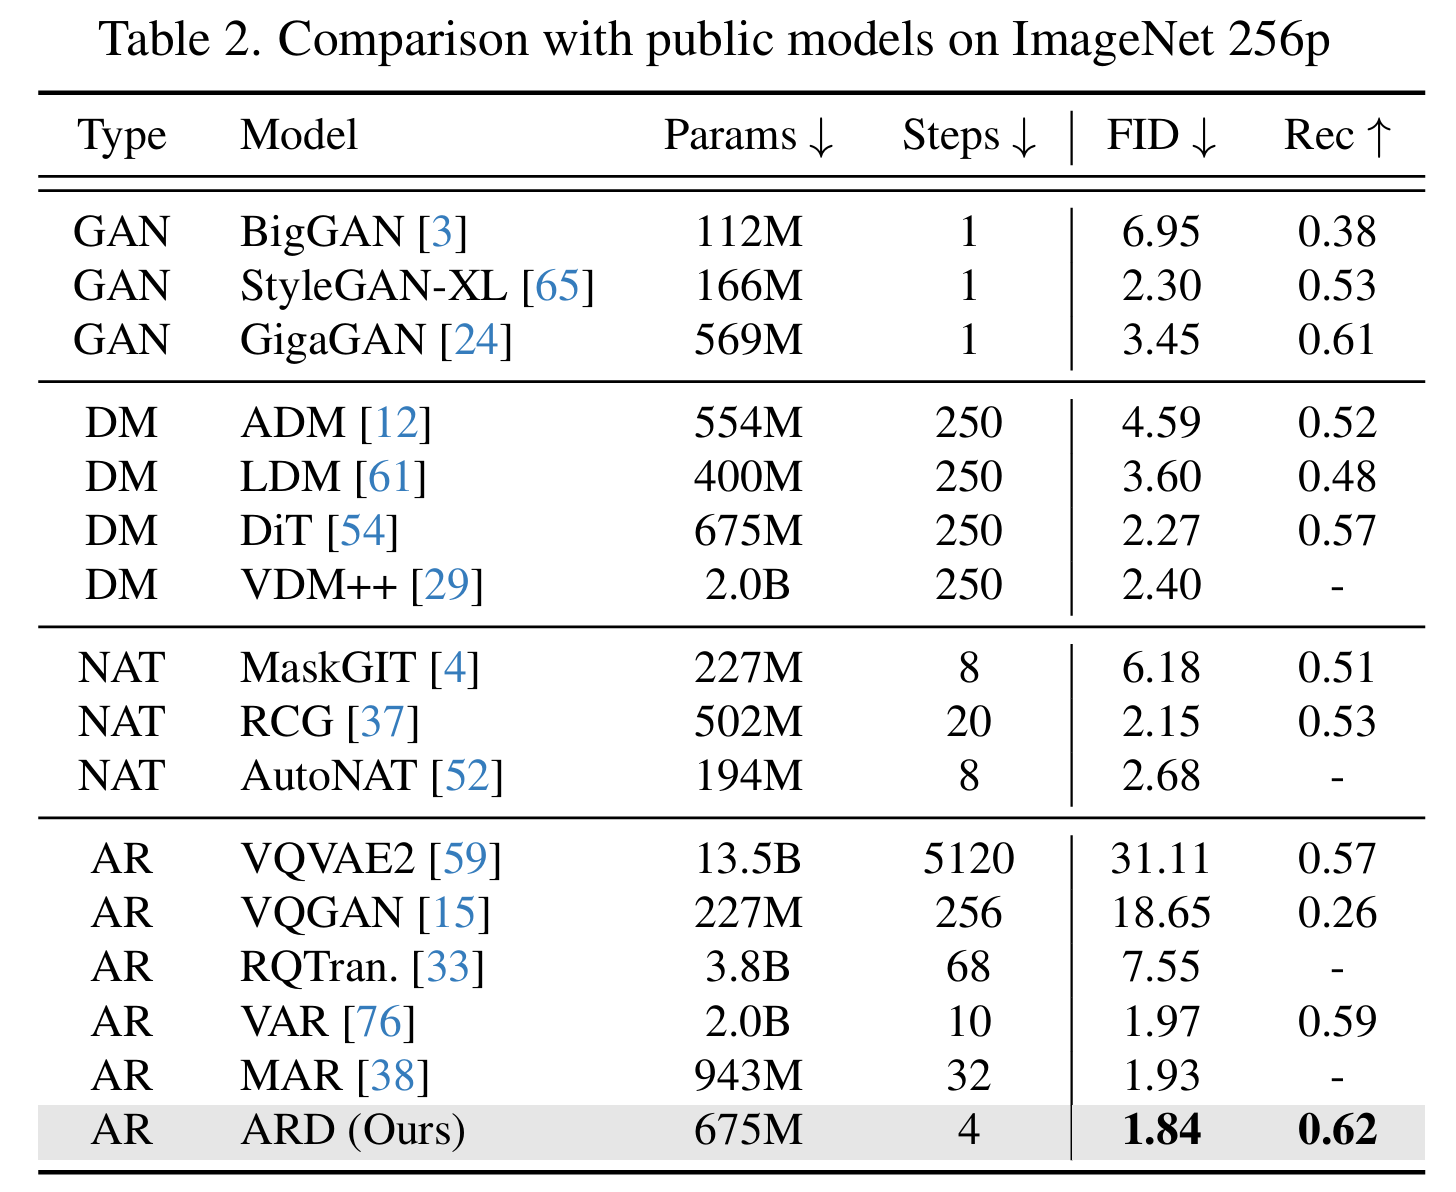 Table 2. Comparison with public models on ImageNet 256p
Type Model Params ↓ Steps ↓ FID ↓ Rec ↑
GAN BigGAN [3] 112M 1 6.95 0.38
GAN StyleGAN-XL [65] 166M 1 2.30 0.53
GAN GigaGAN [24] 569M 1 3.45 0.61
DM ADM [12] 554M 250 4.59 0.52
DM LDM [61] 400M 250 3.60 0.48
DM DiT [54] 675M 250 2.27 0.57
DM VDM++ [29] 2.0B 250 2.40 -
NAT MaskGIT [4] 227M 8 6.18 0.51
NAT RCG [37] 502M 20 2.15 0.53
NAT AutoNAT [52] 194M 8 2.68 -
AR VQVAE2 [59] 13.5B 5120 31.11 0.57
AR VQGAN [15] 227M 256 18.65 0.26
AR RQTran. [33] 3.8B 68 7.55 -
AR VAR [76] 2.0B 10 1.97 0.59
AR MAR [38] 943M 32 1.93 -
AR ARD (Ours) 675M 4 1.84 0.62